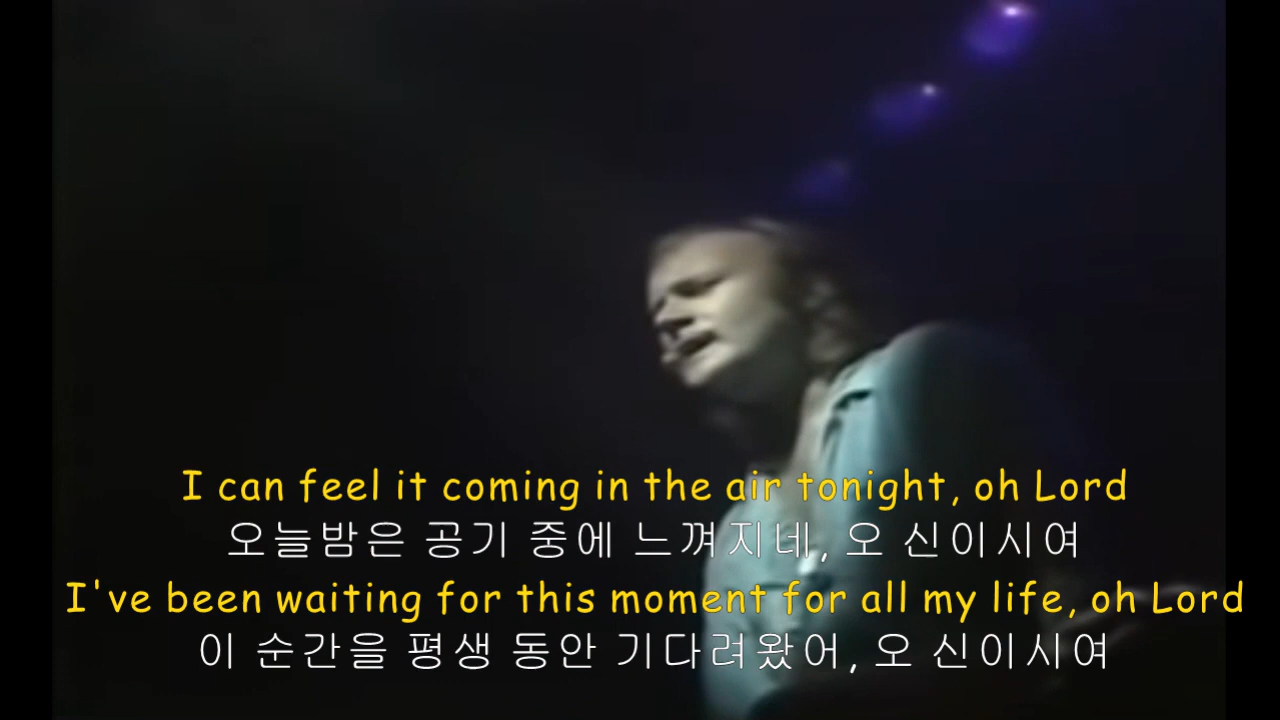 I can feel it coming in the air tonight, oh Lord
오늘밤은 공기 중에 느껴지네, 오 신이시여
I've been waiting for this moment for all my life, oh Lord
이 순간을 평생 동안 기다려왔어, 오 신이시여